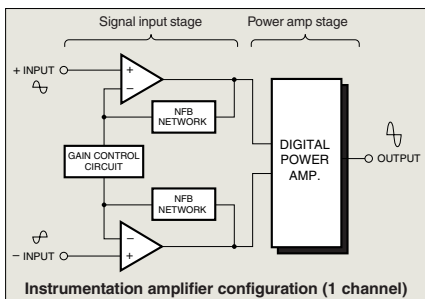 Signal input stage
Power amp stage
+ INPUT
+
−
NFB
NETWORK
GAIN CONTROL
CIRCUIT
DIGITAL
POWER
AMP.
OUTPUT
NFB
NETWORK
−
+
− INPUT
Instrumentation amplifier configuration (1 channel)